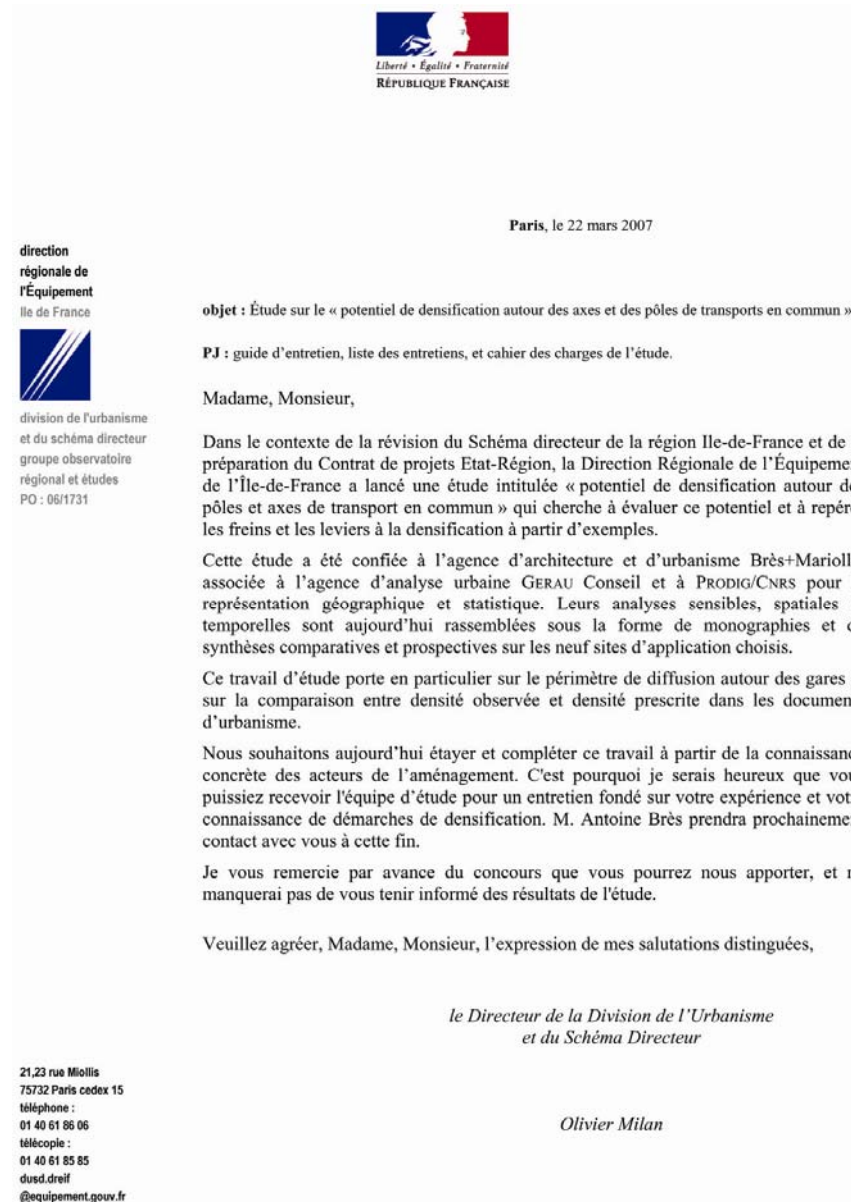 Liberté • Égalité • Fraternité
RÉPUBLIQUE FRANÇAISE
Paris, le 22 mars 2007
direction
régionale de
l'Équipement
Ile de France
division de l'urbanisme
et du schéma directeur
groupe observatoire
régional et études
PO : 06/1731
objet : Étude sur le « potentiel de densification autour des axes et des pôles de transports en commun »
PJ : guide d’entretien, liste des entretiens, et cahier des charges de l’étude.
Madame, Monsieur,
Dans le contexte de la révision du Schéma directeur de la région Ile-de-France et de
préparation du Contrat de projets Etat-Région, la Direction Régionale de l’Équipemen
de l’Île-de-France a lancé une étude intitulée « potentiel de densification autour de
pôles et axes de transport en commun » qui cherche à évaluer ce potentiel et à repére
les freins et les leviers à la densification à partir d’exemples.
Cette étude a été confiée à l’agence d’architecture et d’urbanisme Brès+Marioll
associée à l’agence d’analyse urbaine GERAU Conseil et à PRODIG/CNRS pour
représentation géographique et statistique. Leurs analyses sensibles, spatiales
temporelles sont aujourd’hui rassemblées sous la forme de monographies et d
synthèses comparatives et prospectives sur les neuf sites d’application choisis.
Ce travail d’étude porte en particulier sur le périmètre de diffusion autour des gares
sur la comparaison entre densité observée et densité prescrite dans les documen
d’urbanisme.
Nous souhaitons aujourd’hui étayer et compléter ce travail à partir de la connaissanc
concrète des acteurs de l’aménagement. C'est pourquoi je serais heureux que vou
puissiez recevoir l'équipe d’étude pour un entretien fondé sur votre expérience et votr
connaissance de démarches de densification. M. Antoine Brès prendra prochainemen
contact avec vous à cette fin.
Je vous remercie par avance du concours que vous pourrez nous apporter, et n
manquerai pas de vous tenir informé des résultats de l'étude.
Veuillez agréer, Madame, Monsieur, l’expression de mes salutations distinguées,
le Directeur de la Division de l’Urbanisme
et du Schéma Directeur
Olivier Milan
21,23 rue Miollis
75732 Paris cedex 15
téléphone :
01 40 61 86 06
télécopie :
01 40 61 85 85
dusd.dreif
@equipement.gouv.fr